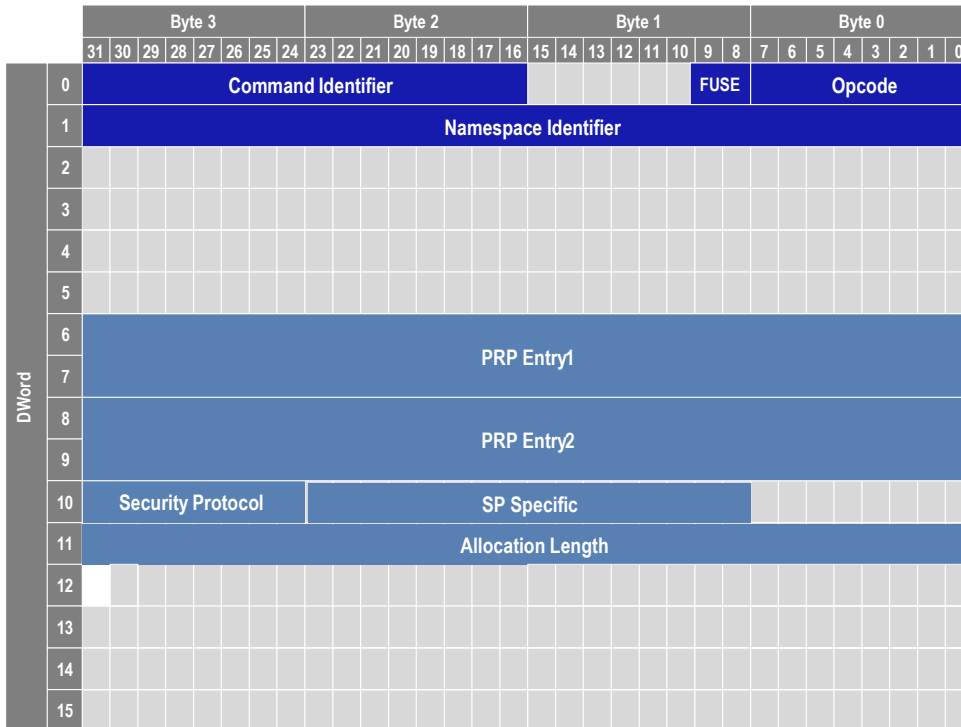 Byte 3 Byte 2 Byte 1 Byte 0
31 30 29 28 27 26 25 24 23 22 21 20 19 18 17 16 15 14 13 12 11 10 9 8 7 6 5 4 3 2 1 0
DWord
0 Command Identifier FUSE Opcode
1 Namespace Identifier
2
3
4
5
6
PRP Entry1
7
8
PRP Entry2
9
10 Security Protocol SP Specific
11 Allocation Length
12
13
14
15